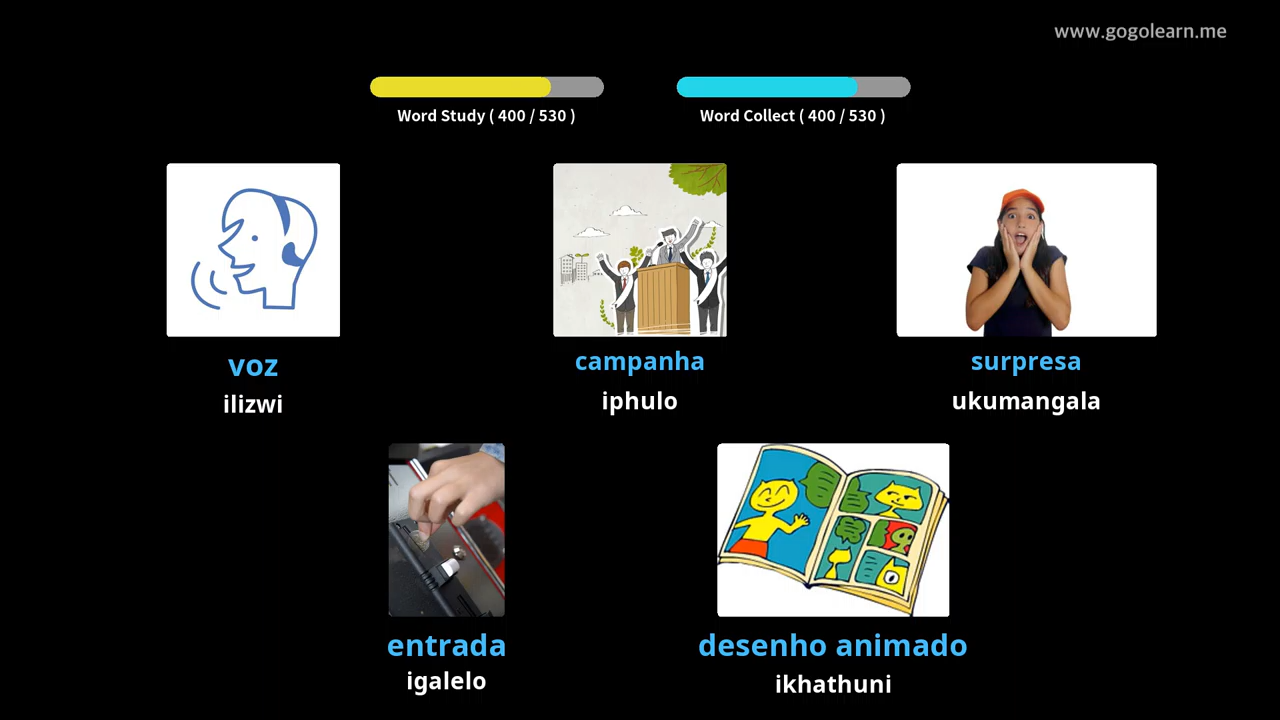 www.gogolearn.me
Word Study ( 400 / 530 )
Word Collect ( 400 / 530 )
voz
ilizwi
campanha
iphulo
surpresa
ukumangala
entrada
igalelo
desenho animado
ikhathuni